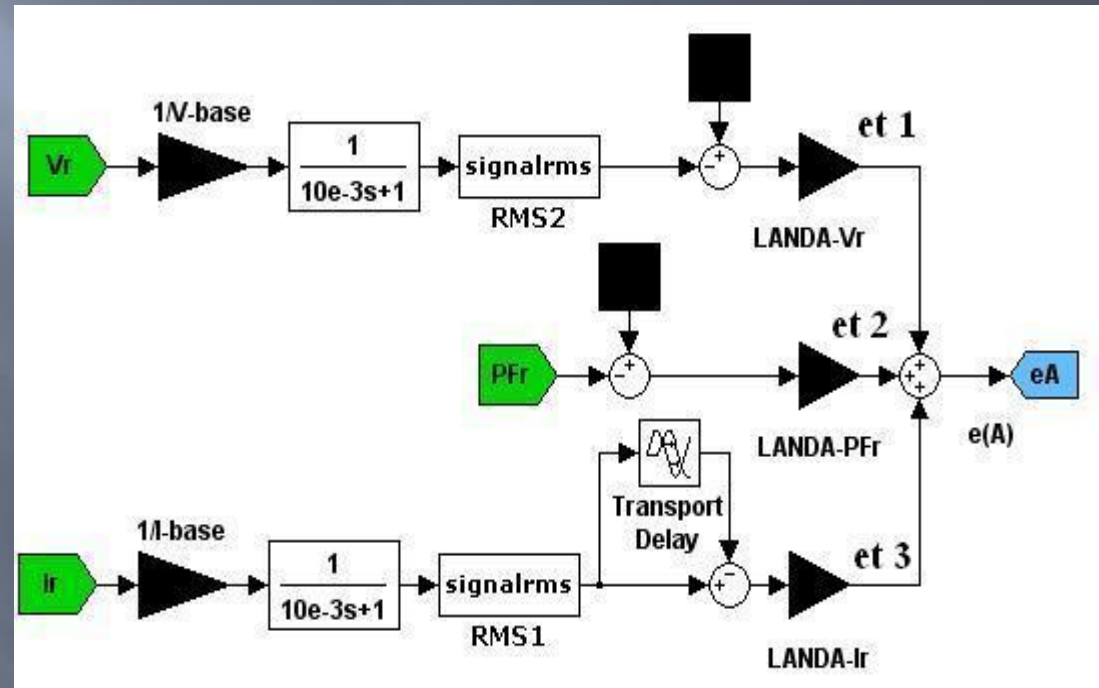 1/V-base
Vr
1
10e-3s+1
signalrms
RMS2
et 1
LANDA-Vr
PFr
et 2
LANDA-PFr
eA
e(A)
Transport
Delay
1/I-base
Ir
1
10e-3s+1
signalrms
RMS1
et 3
LANDA-Ir